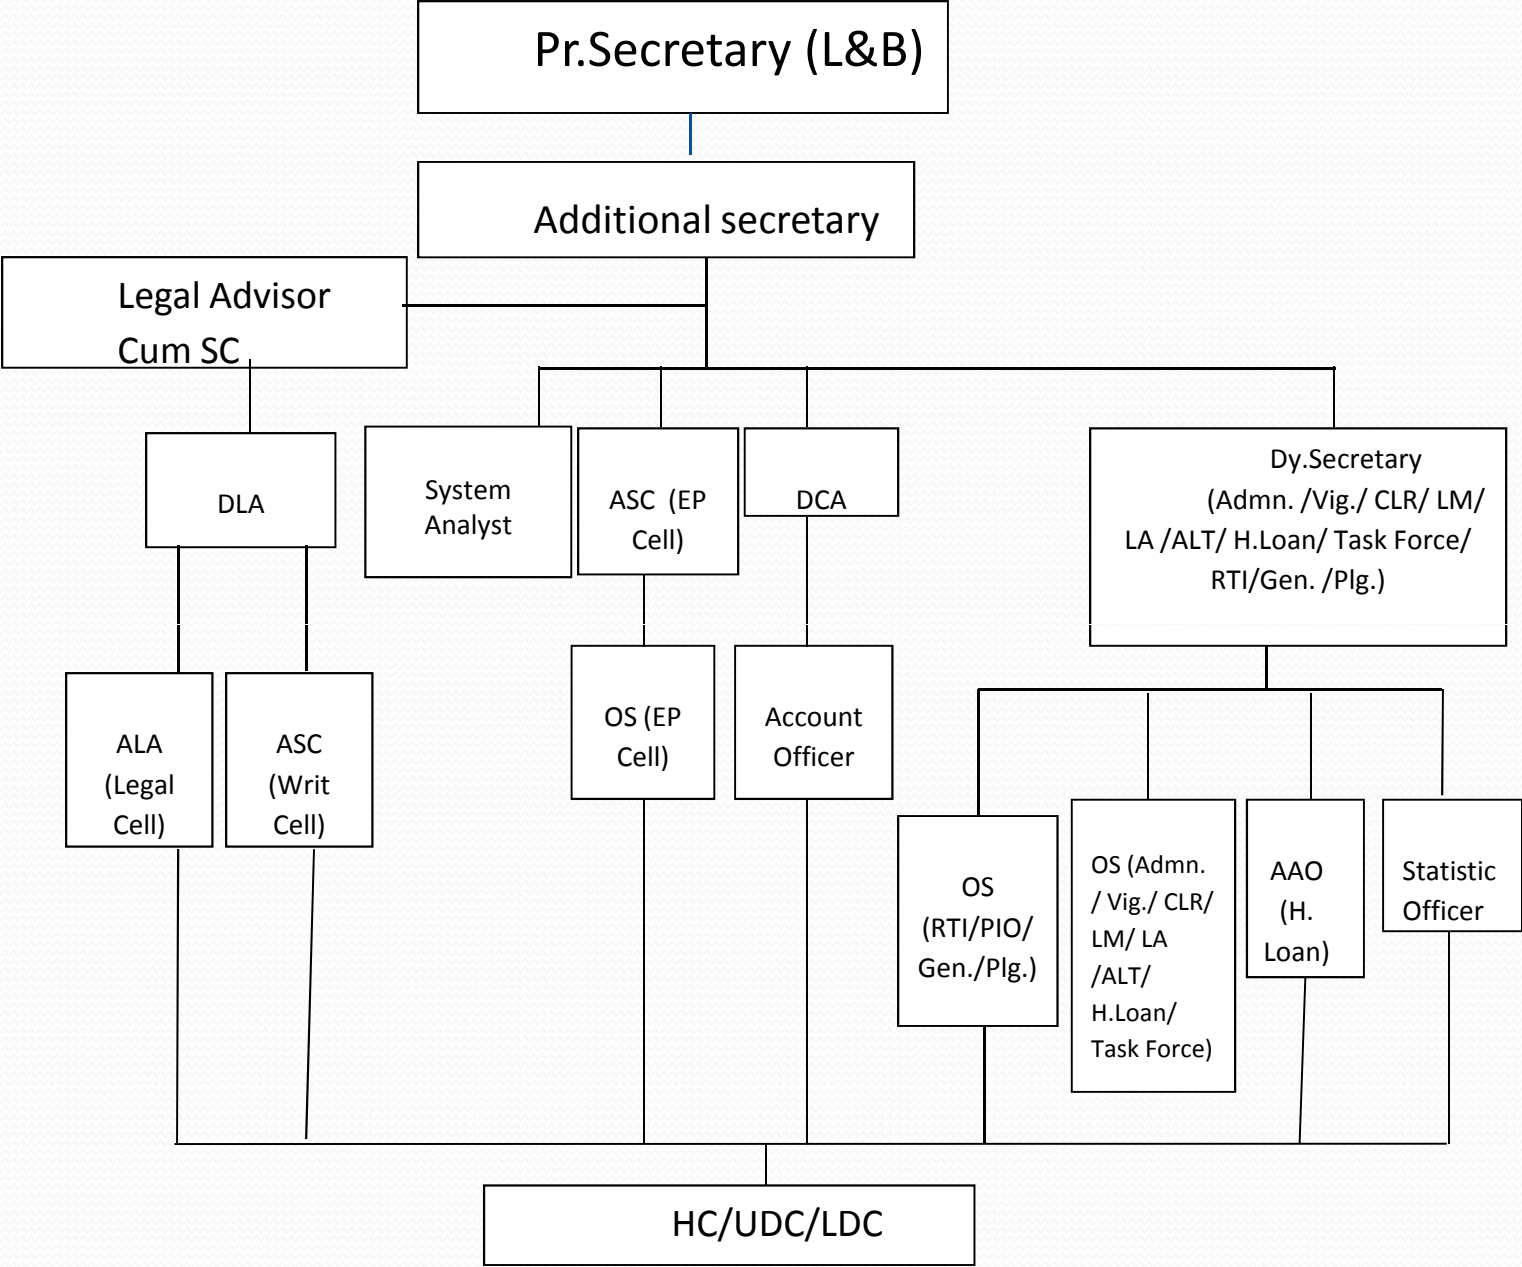 Pr.Secretary (L&B)
Additional secretary
Legal Advisor
Cum SC
DLA
System
Analyst
ASC (EP
Cell)
DCA
Dy.Secretary
(Admn. /Vig./ CLR/ LM/
LA /ALT/ H.Loan/ Task Force/
RTI/Gen. /Plg.)
ALA
(Legal
Cell)
ASC
(Writ
Cell)
OS (EP
Cell)
Account
Officer
OS
(RTI/PIO/
Gen./Plg.)
OS (Admn.
/ Vig./ CLR/
LM/ LA
/ALT/
H.Loan/
Task Force)
AAO
(H.
Loan)
Statistic
Officer
HC/UDC/LDC